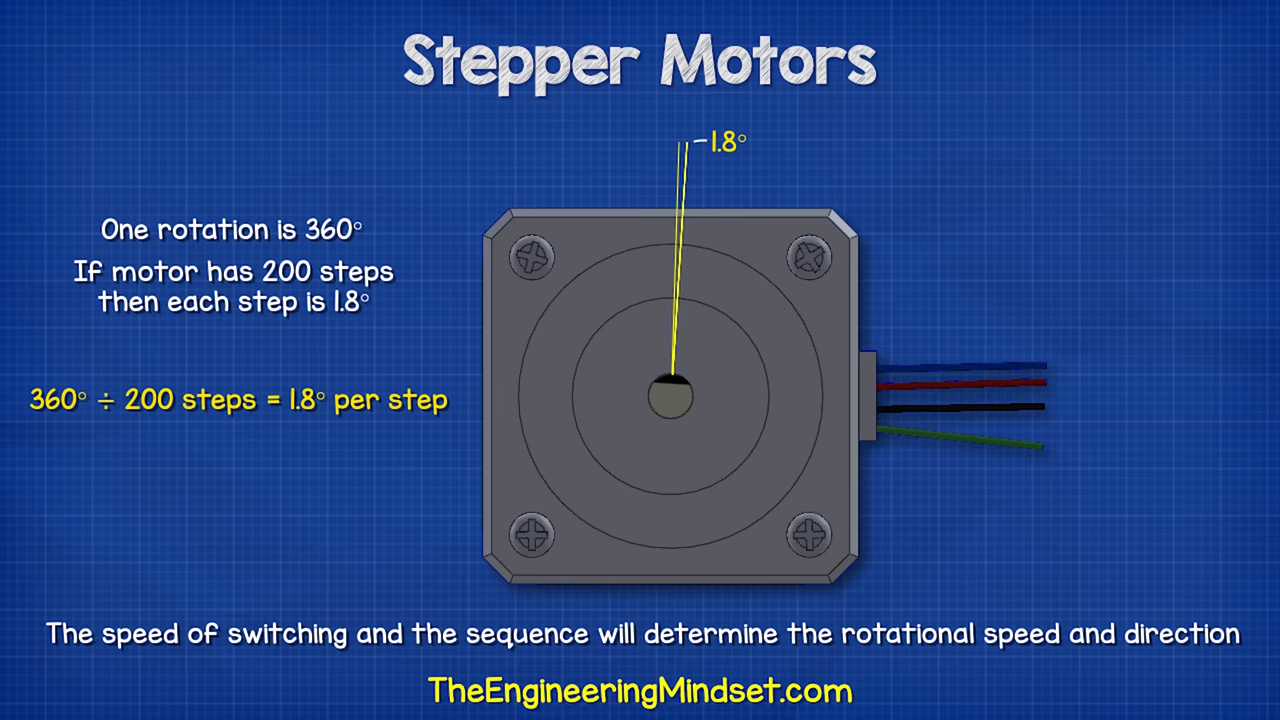 Stepper Motors
1.8°
One rotation is 360°
If motor has 200 steps
then each step is 1.8°
360° ÷ 200 steps = 1.8° per step
The speed of switching and the sequence will determine the rotational speed and direction
TheEngineeringMindset.com